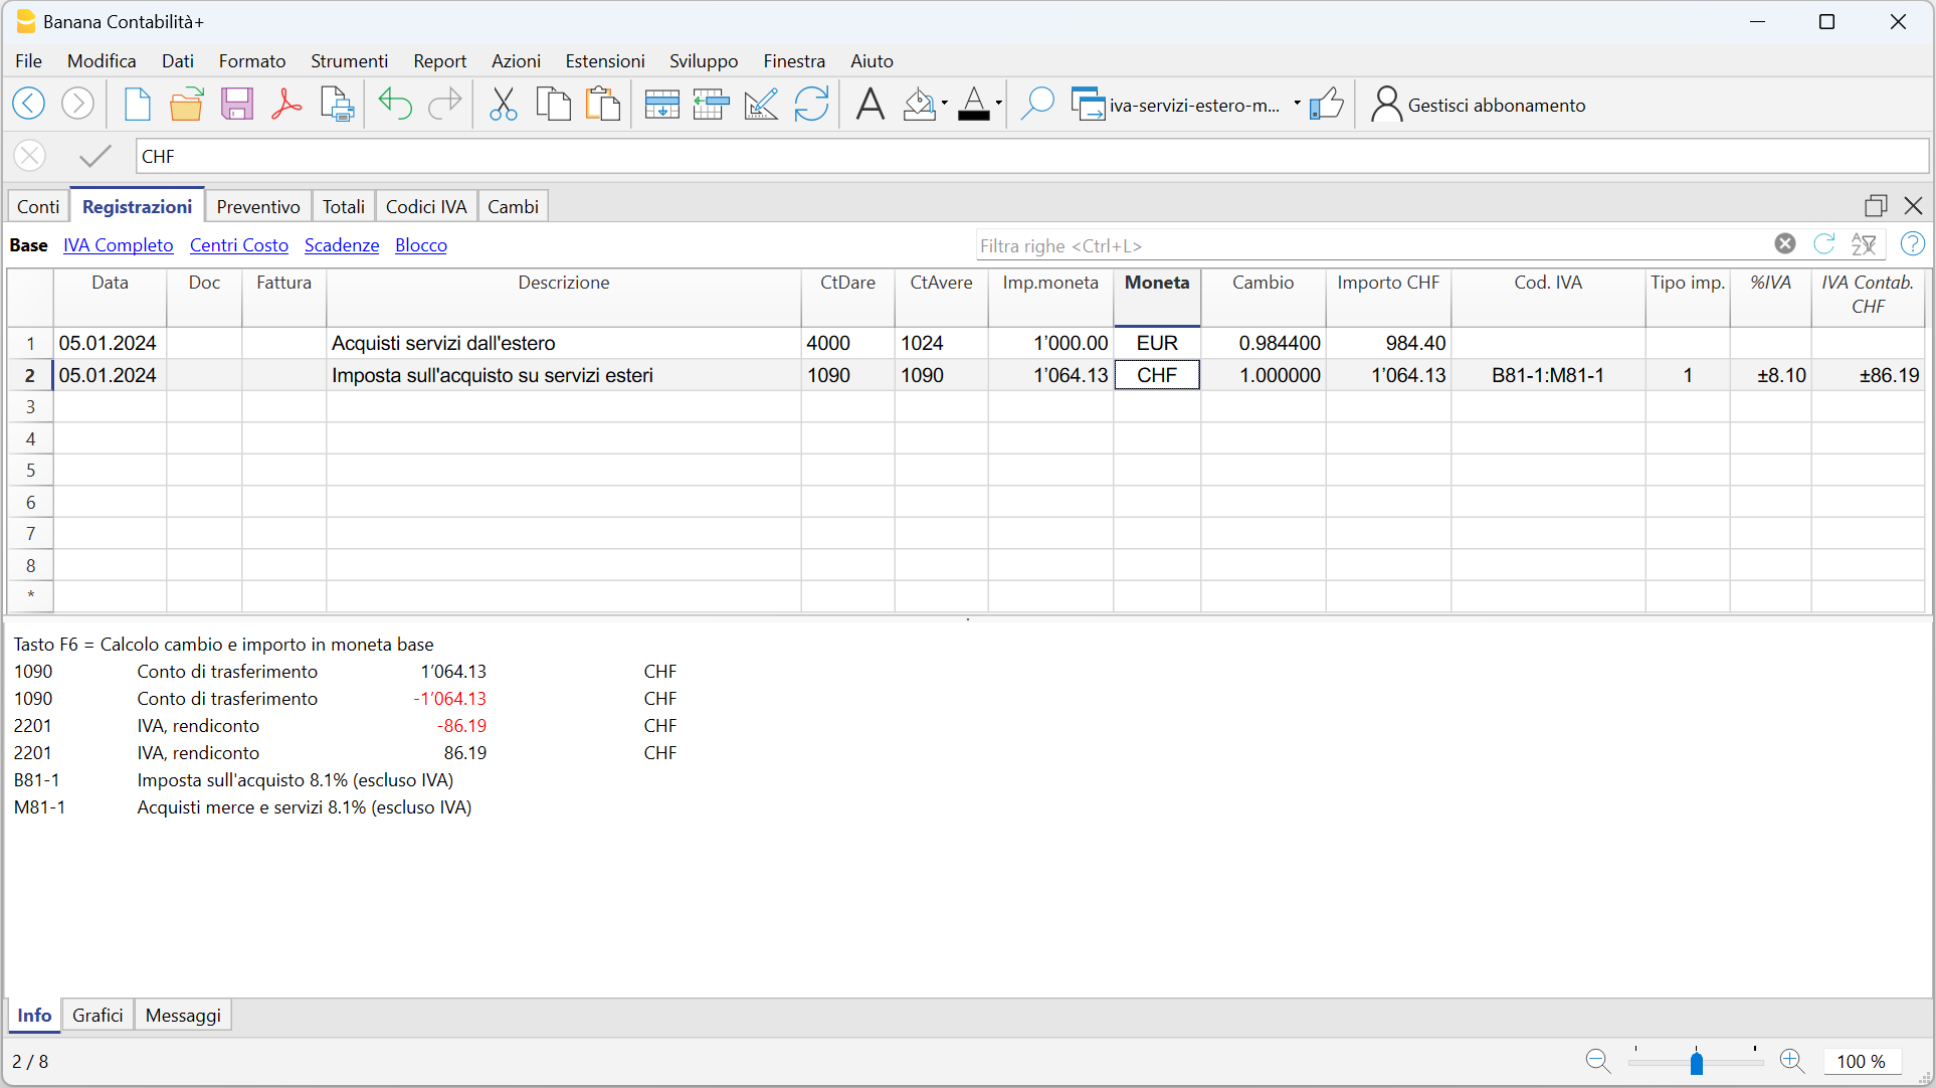 Banana Contabilità+
File Modifica Dati Formato Strumenti Report Azioni Estensioni Sviluppo Finestra Aiuto
iva-servizi-estero-m... Gestisci abbonamento
CHF
Conti Registrazioni Preventivo Totali Codici IVA Cambi
Base IVA Completo Centri Costo Scadenze Blocco Filtra righe <Ctrl+L>
Data Doc Fattura Descrizione CtDare CtAvere Imp.moneta Moneta Cambio Importo CHF Cod. IVA Tipo imp. %IVA IVA Contab. CHF
1 05.01.2024 Acquisti servizi dall'estero 4000 1024 1’000.00 EUR 0.984400 984.40
2 05.01.2024 Imposta sull'acquisto su servizi esteri 1090 1090 1’064.13 CHF 1.000000 1’064.13 B81-1:M81-1 1 ±8.10 ±86.19
3
4
5
6
7
8
*
Tasto F6 = Calcolo cambio e importo in moneta base
1090 Conto di trasferimento 1’064.13 CHF
1090 Conto di trasferimento -1’064.13 CHF
2201 IVA, rendiconto -86.19 CHF
2201 IVA, rendiconto 86.19 CHF
B81-1 Imposta sull'acquisto 8.1% (escluso IVA)
M81-1 Acquisti merce e servizi 8.1% (escluso IVA)
Info Grafici Messaggi
2 / 8 100 %